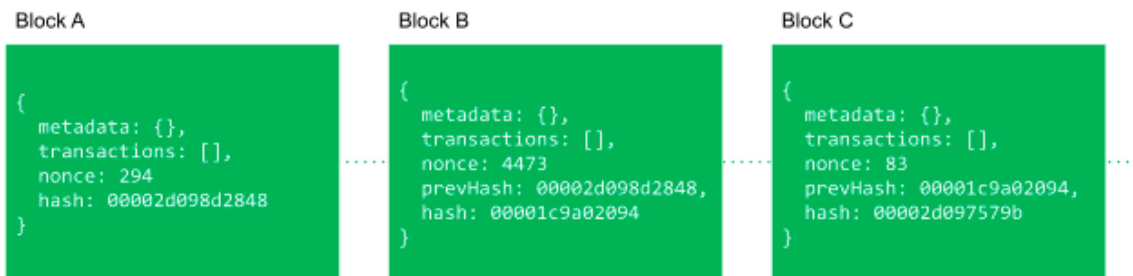 Block A
{
metadata: {},
transactions: [],
nonce: 294
hash: 00002d098d2848
}
Block B
{
metadata: {},
transactions: [],
nonce: 4473
prevHash: 00002d098d2848,
hash: 00001c9a02094
}
Block C
{
metadata: {},
transactions: [],
nonce: 83
prevHash: 00001c9a02094,
hash: 00002d097579b
}